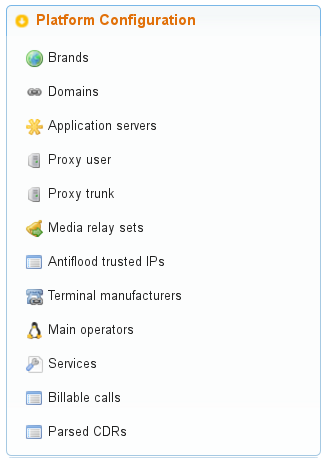 Platform Configuration
Brands
Domains
Application servers
Proxy user
Proxy trunk
Media relay sets
Antiflood trusted IPs
Terminal manufacturers
Main operators
Services
Billable calls
Parsed CDRs